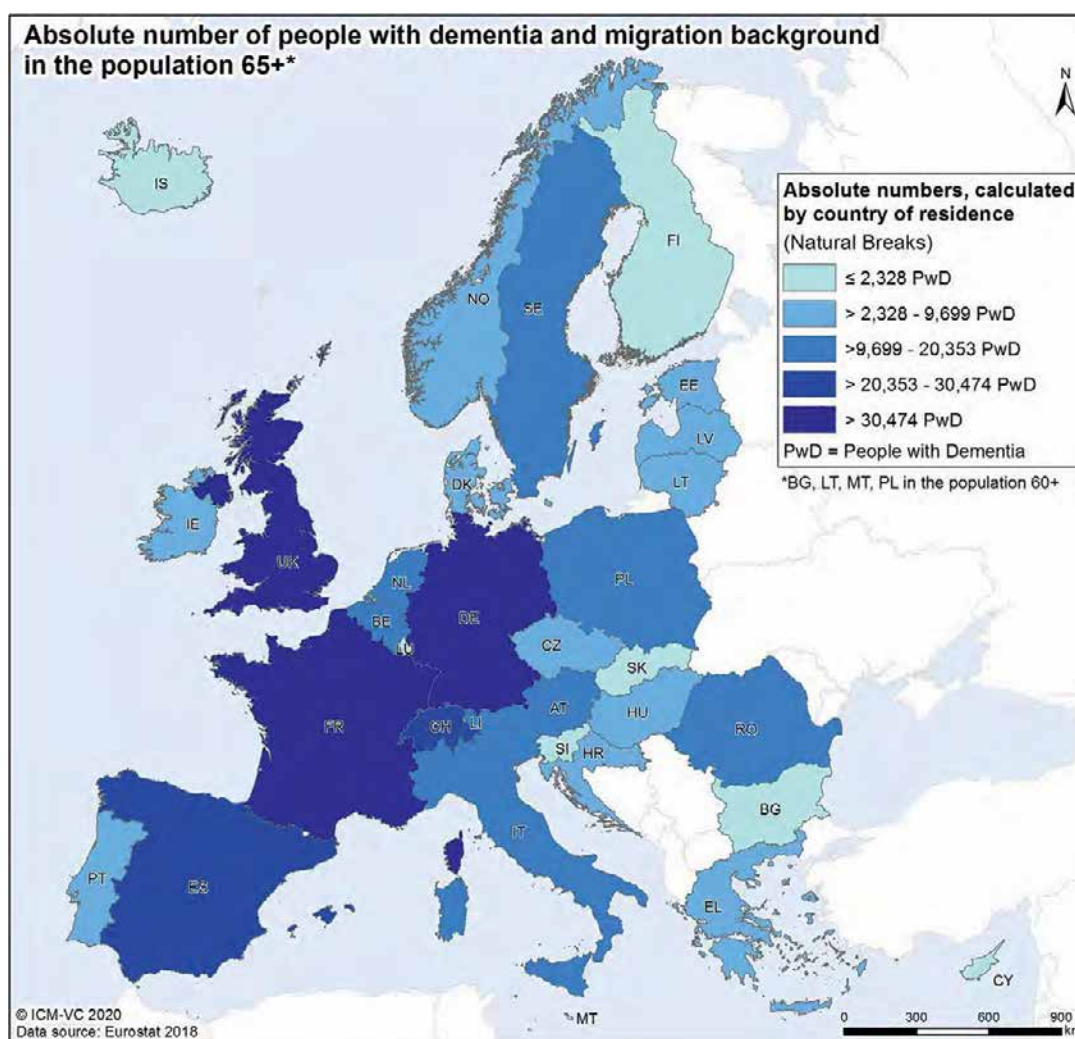 Absolute number of people with dementia and migration background
in the population 65+*
N
IS
Absolute numbers, calculated
by country of residence
(Natural Breaks)
≤ 2,328 PwD
> 2,328 - 9,699 PwD
>9,699 - 20,353 PwD
> 20,353 - 30,474 PwD
> 30,474 PwD
PwD = People with Dementia
*BG, LT, MT, PL in the population 60+
FI
NO
SE
EE
LV
LT
DK
IE
UK
NL
PL
BE
DE
LU
CZ
SK
FR
CH
LI
AT
HU
RO
SI
HR
BG
IT
PT
ES
EL
CY
MT
© ICM-VC 2020
Data source: Eurostat 2018
0 300 600 900
km